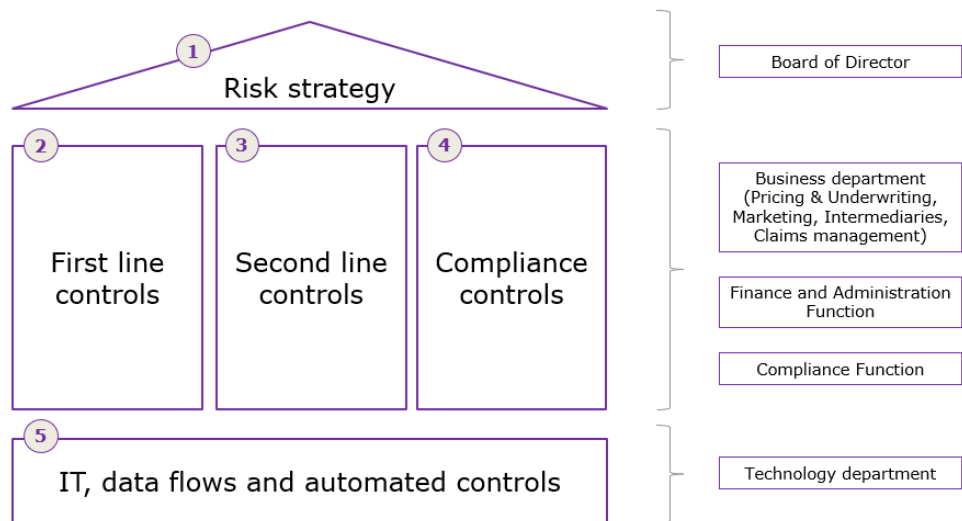 1
Risk strategy
Board of Director
2
3
4
First line
controls
Second line
controls
Compliance
controls
Business department
(Pricing & Underwriting,
Marketing, Intermediaries,
Claims management)
Finance and Administration
Function
Compliance Function
5
IT, data flows and automated controls
Technology department